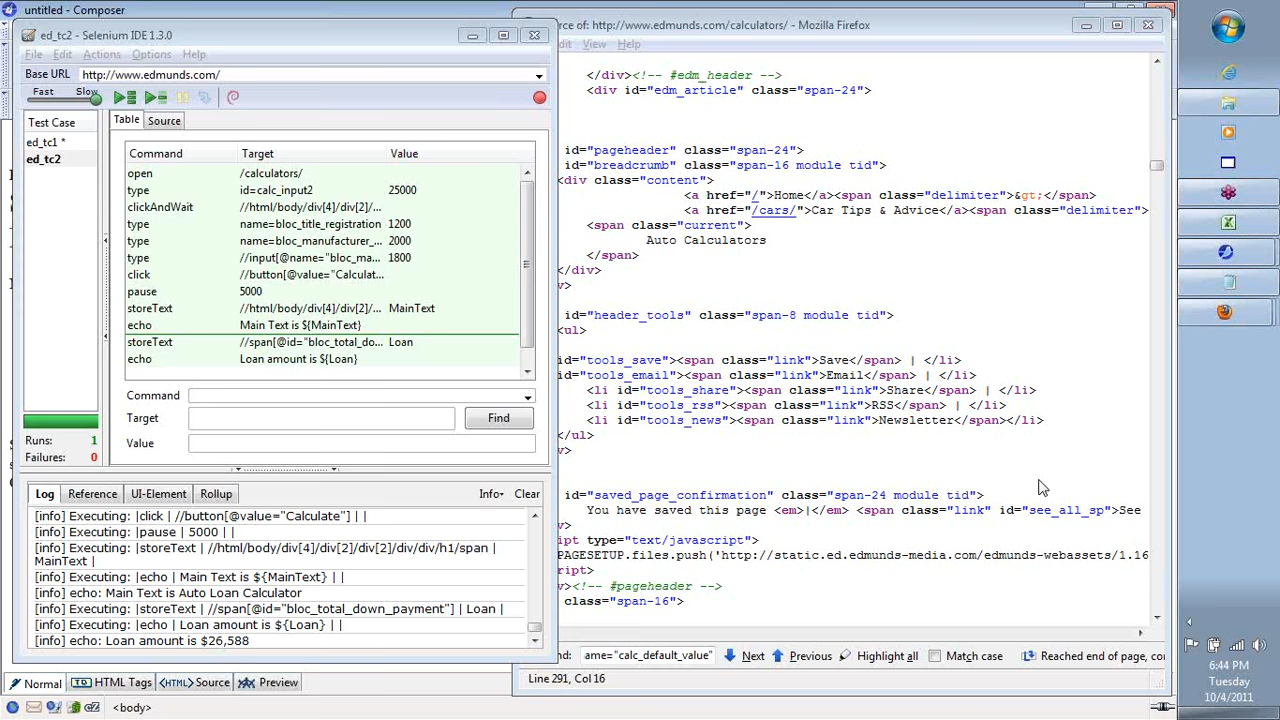 untitled - Composer
ed_tc2 - Selenium IDE 1.3.0
File Edit Actions Options Help
Base URL http://www.edmunds.com/
Fast Slow
Test Case
ed_tc1 *
ed_tc2
Table Source
Command Target Value
open /calculators/
type id=calc_input2 25000
clickAndWait //html/body/div[4]/div[2]/...
type name=bloc_title_registration 1200
type name=bloc_manufacturer_... 2000
type //input[@name="bloc_ma... 1800
click //button[@value="Calculat...
pause 5000
storeText //html/body/div[4]/div[2]/... MainText
echo Main Text is ${MainText}
storeText //span[@id="bloc_total_do... Loan
echo Loan amount is ${Loan}
Command
Target Find
Value
Runs: 1
Failures: 0
Log Reference UI-Element Rollup Info Clear
[info] Executing: |click | //button[@value="Calculate"] | |
[info] Executing: |pause | 5000 | |
[info] Executing: |storeText | //html/body/div[4]/div[2]/div[2]/div/div/h1/span |
MainText |
[info] Executing: |echo | Main Text is ${MainText} | |
[info] echo: Main Text is Auto Loan Calculator
[info] Executing: |storeText | //span[@id="bloc_total_down_payment"] | Loan |
[info] Executing: |echo | Loan amount is ${Loan} | |
[info] echo: Loan amount is $26,588
Normal HTML Tags <HTML> Source Preview
<body>
rce of: http://www.edmunds.com/calculators/ - Mozilla Firefox
dit View Help
</div><!-- #edm_header -->
<div id="edm_article" class="span-24">
id="pageheader" class="span-24">
id="breadcrumb" class="span-16 module tid">
<div class="content">
<a href="/">Home</a><span class="delimiter">&gt;</span>
<a href="/cars/">Car Tips & Advice</a><span class="delimiter">
<span class="current">
Auto Calculators
</span>
</div>
v>
id="header_tools" class="span-8 module tid">
<ul>
id="tools_save"><span class="link">Save</span> | </li>
id="tools_email"><span class="link">Email</span> | </li>
<li id="tools_share"><span class="link">Share</span> | </li>
<li id="tools_rss"><span class="link">RSS</span> | </li>
<li id="tools_news"><span class="link">Newsletter</span></li>
</ul>
v>
id="saved_page_confirmation" class="span-24 module tid">
You have saved this page <em>|</em> <span class="link" id="see_all_sp">See
v>
ript type="text/javascript">
PAGESETUP.files.push('http://static.ed.edmunds-media.com/edmunds-webassets/1.16
ript>
v><!-- #pageheader -->
class="span-16">
nd: ame="calc_default_value" Next Previous Highlight all Match case Reached end of page, co
Line 291, Col 16
6:44 PM
Tuesday
10/4/2011